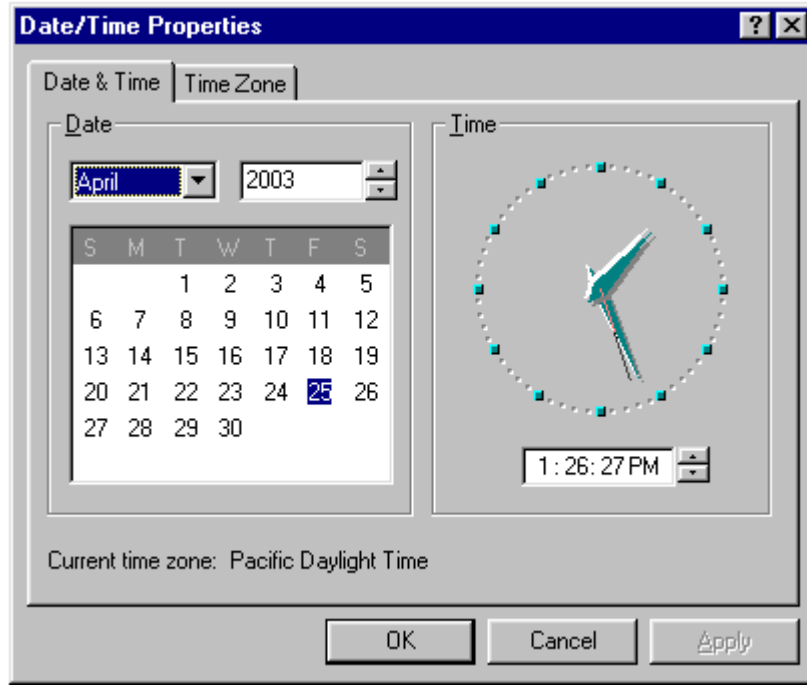 Date/Time Properties
Date & Time Time Zone
Date
April 2003
S M T W T F S
1 2 3 4 5
6 7 8 9 10 11 12
13 14 15 16 17 18 19
20 21 22 23 24 25 26
27 28 29 30
Time
1:26:27 PM
Current time zone: Pacific Daylight Time
OK Cancel Apply